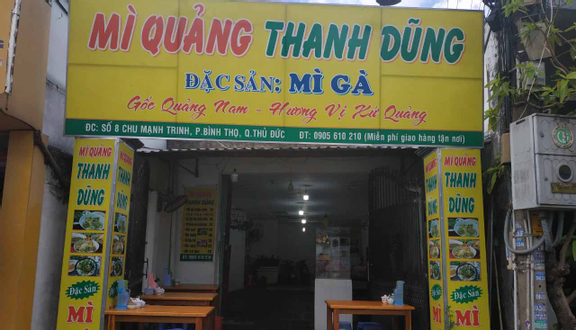 MÌ QUẢNG THANH DŨNG
ĐẶC SẢN: MÌ GÀ
Gốc Quảng Nam - Hương Vị Xứ Quảng
ĐC: SỐ 8 CHU MẠNH TRINH, P.BÌNH THỌ, Q.THỦ ĐỨC ĐT: 0905 610 210 (Miễn phí giao hàng tận nơi)
MÌ QUẢNG
THANH
DŨNG
Đặc Sản:
MÌ
THANH DŨNG
MÌ QUẢNG
THANH
DŨNG
Đặc Sản:
MÌ